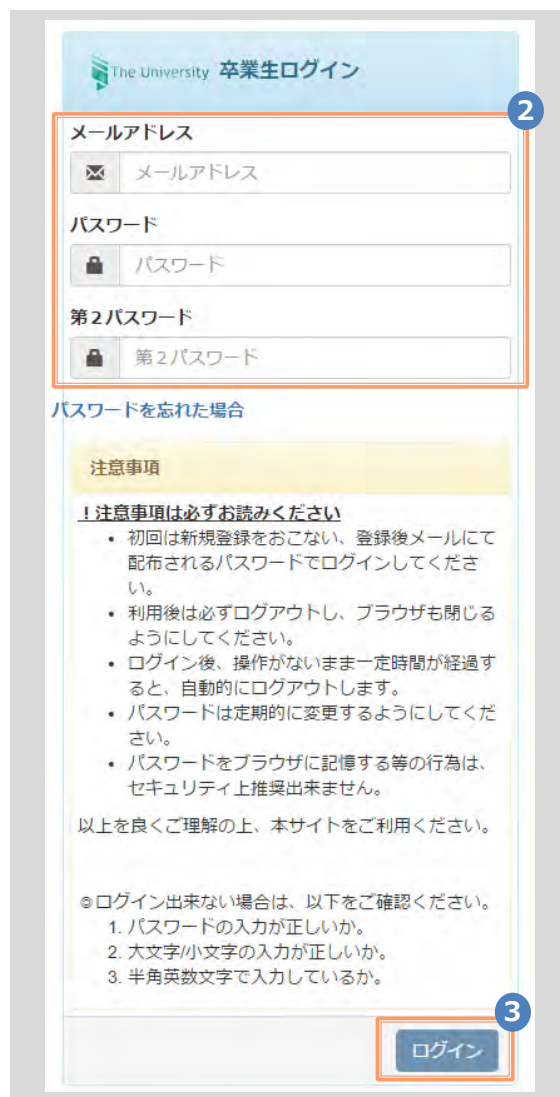 The University 卒業生ログイン
2
メールアドレス
メールアドレス
パスワード
パスワード
第2パスワード
第2パスワード
パスワードを忘れた場合
注意事項
!注意事項は必ずお読みください
• 初回は新規登録をおこない、登録後メールにて
配布されるパスワードでログインしてくださ
い。
• 利用後は必ずログアウトし、ブラウザも閉じる
ようにしてください。
• ログイン後、操作がないまま一定時間が経過す
ると、自動的にログアウトします。
• パスワードは定期的に変更するようにしてくだ
さい。
• パスワードをブラウザに記憶する等の行為は、
セキュリティ上推奨出来ません。
以上を良くご理解の上、本サイトをご利用ください。
◎ログイン出来ない場合は、以下をご確認ください。
1. パスワードの入力が正しいか。
2. 大文字/小文字の入力が正しいか。
3. 半角英数文字で入力しているか。
3
ログイン